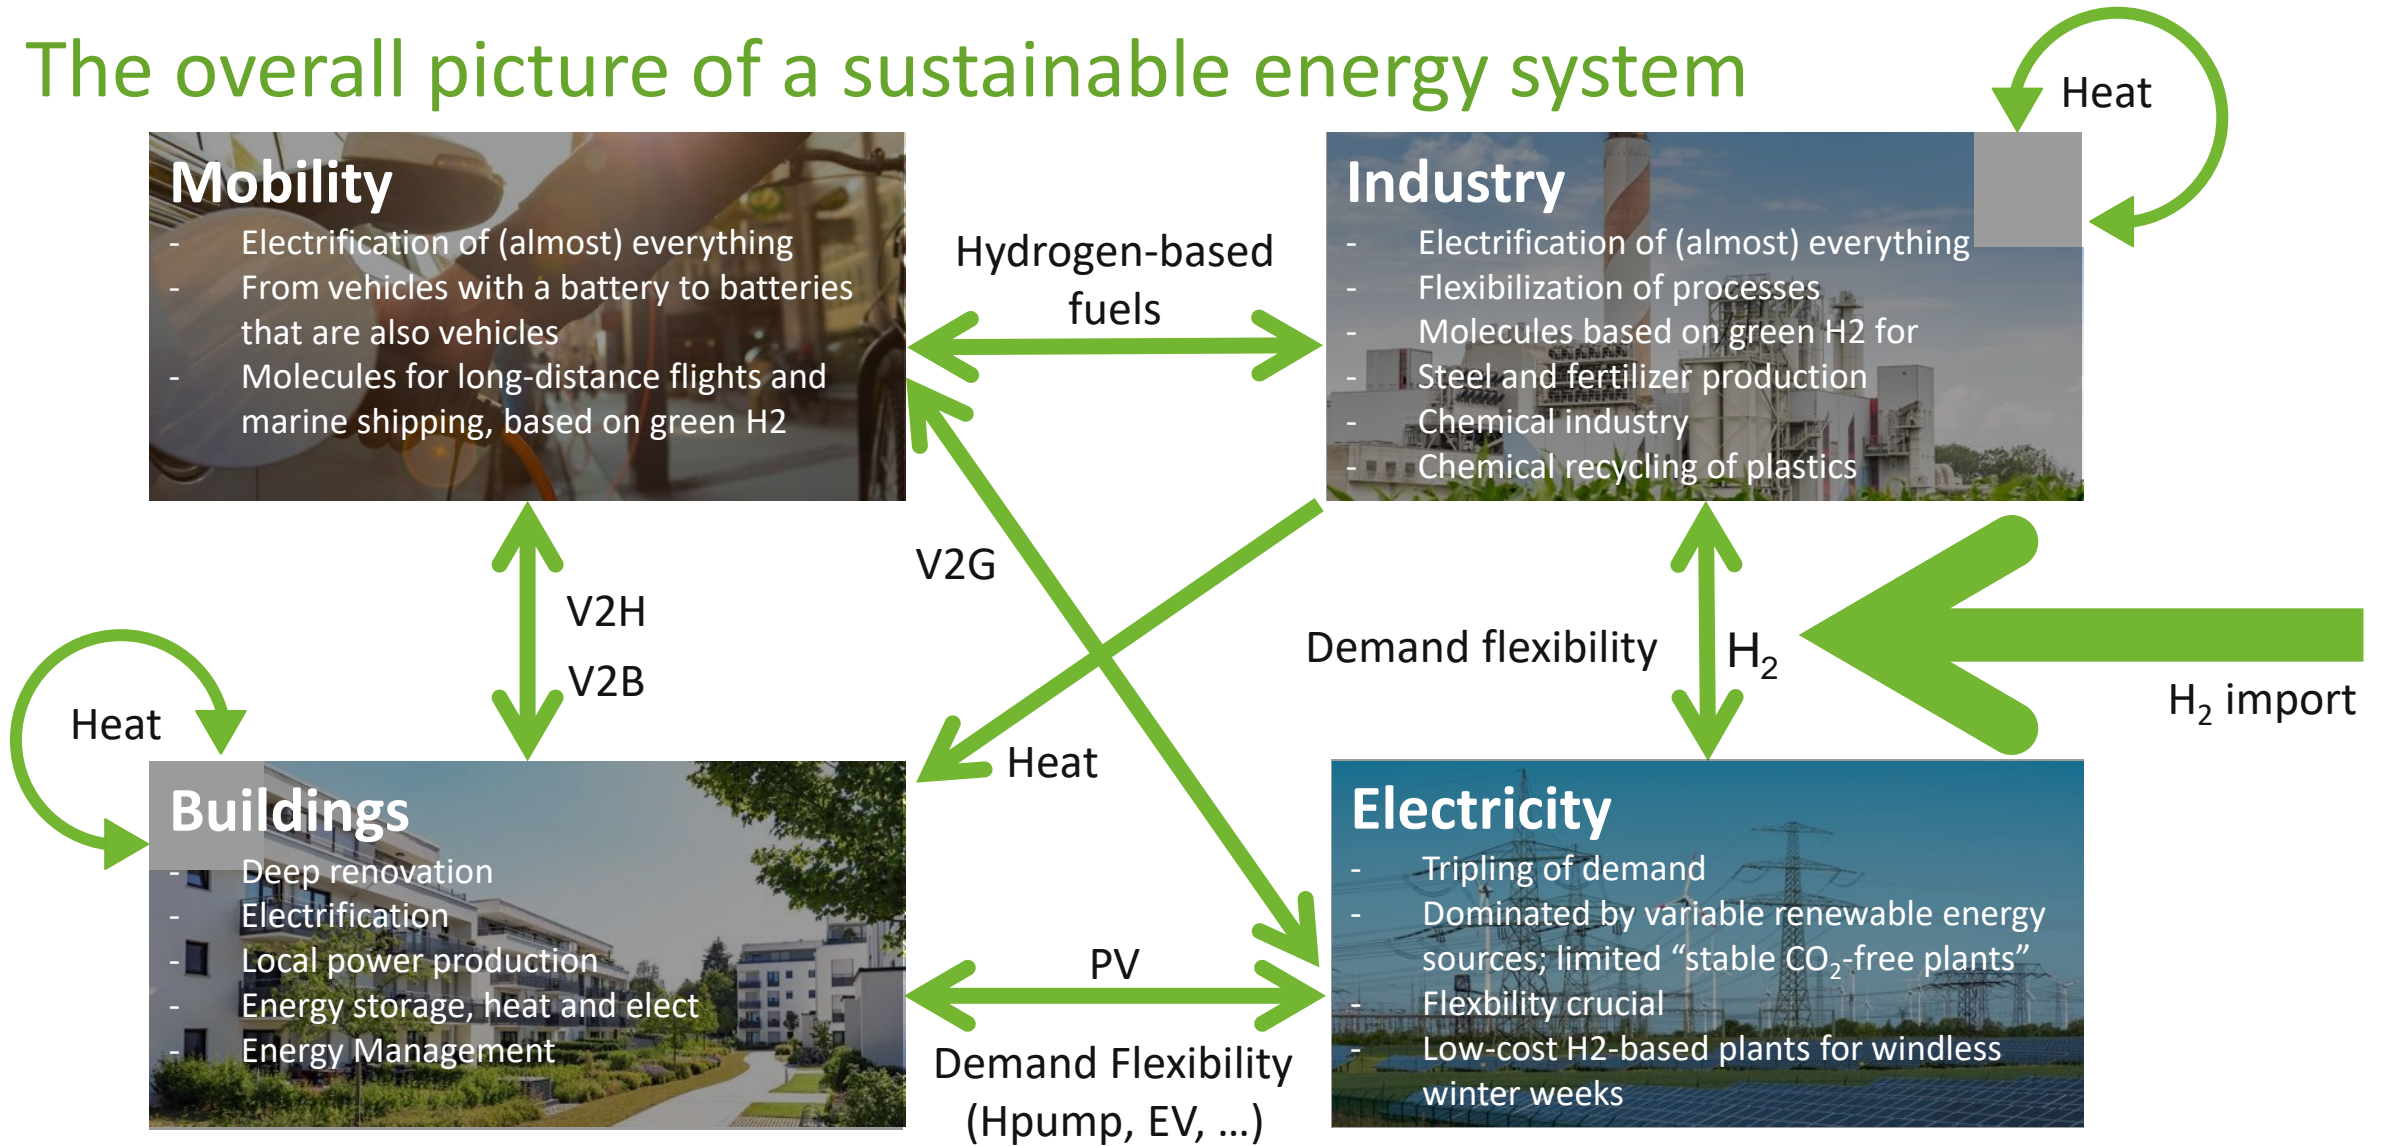 The overall picture of a sustainable energy system
Heat
Mobility
- Electrification of (almost) everything
- From vehicles with a battery to batteries
that are also vehicles
- Molecules for long-distance flights and
marine shipping, based on green H2
Hydrogen-based
fuels
Industry
- Electrification of (almost) everything
- Flexibilization of processes
- Molecules based on green H2 for
- Steel and fertilizer production
- Chemical industry
- Chemical recycling of plastics
V2H
V2B
V2G
Heat
Demand flexibility
H₂
H₂ import
Heat
Buildings
- Deep renovation
- Electrification
- Local power production
- Energy storage, heat and elect
- Energy Management
PV
Demand Flexibility
(Hpump, EV, ...)
Electricity
- Tripling of demand
- Dominated by variable renewable energy
sources; limited “stable CO₂-free plants”
- Flexbility crucial
- Low-cost H2-based plants for windless
winter weeks